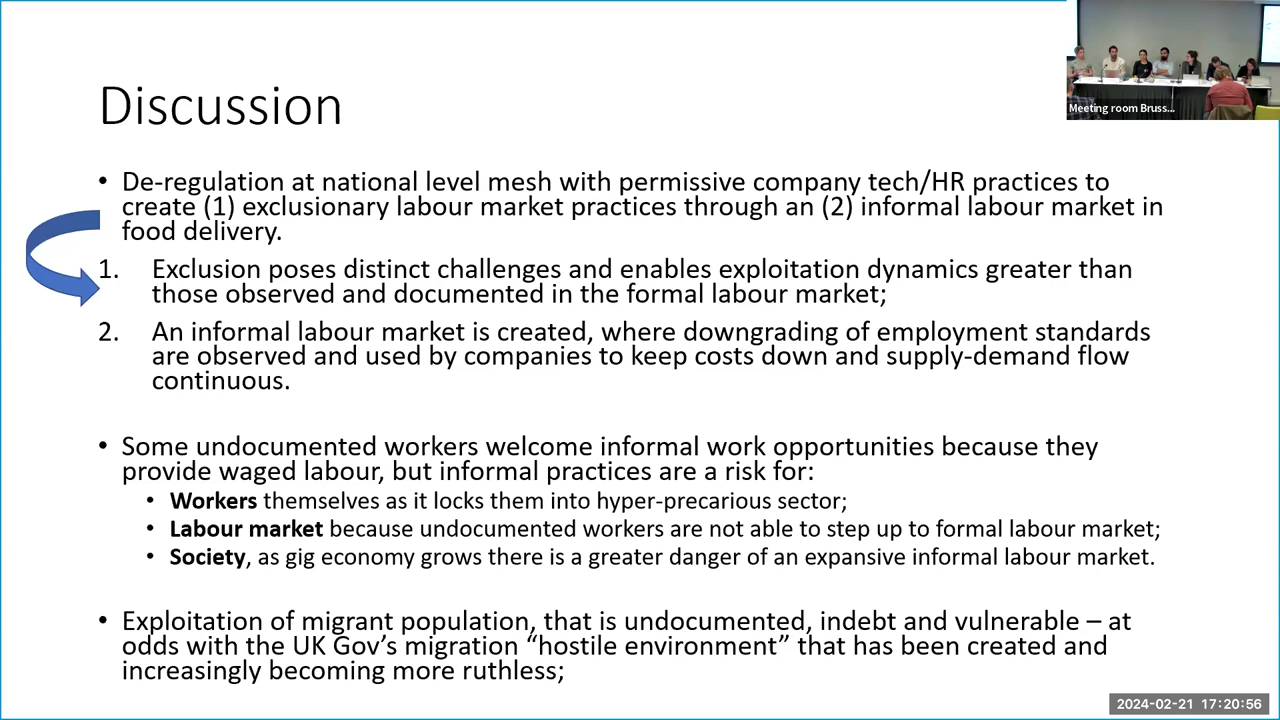 Discussion
• De-regulation at national level mesh with permissive company tech/HR practices to
create (1) exclusionary labour market practices through an (2) informal labour market in
food delivery.
1. Exclusion poses distinct challenges and enables exploitation dynamics greater than
those observed and documented in the formal labour market;
2. An informal labour market is created, where downgrading of employment standards
are observed and used by companies to keep costs down and supply-demand flow
continuous.
• Some undocumented workers welcome informal work opportunities because they
provide waged labour, but informal practices are a risk for:
• Workers themselves as it locks them into hyper-precarious sector;
• Labour market because undocumented workers are not able to step up to formal labour market;
• Society, as gig economy grows there is a greater danger of an expansive informal labour market.
• Exploitation of migrant population, that is undocumented, indebt and vulnerable – at
odds with the UK Gov’s migration “hostile environment” that has been created and
increasingly becoming more ruthless;
Meeting room Bruss...
2024-02-21 17:20:56